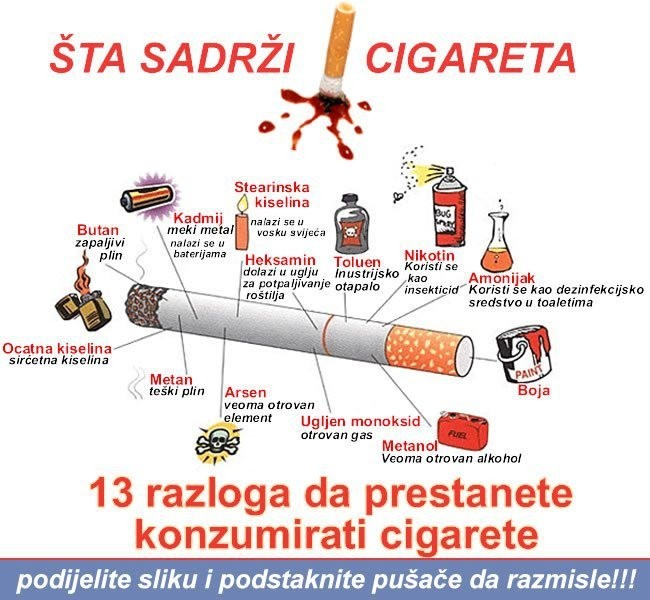 ŠTA SADRŽI CIGARETA
Stearinska
kiselina
nalazi se u
vosku svijeća
Kadmij
meki metal
nalazi se u
baterijama
Butan
zapaljivi
plin
Heksamin
dolazi u uglju
za potpaljivanje
roštilja
Toluen
Inustrijsko
otapalo
BUG
SPRAY
Nikotin
Koristi se
kao
insekticid
Amonijak
Koristi se kao dezinfekcijsko
sredstvo u toaletima
Ocatna kiselina
sirćetna kiselina
Metan
teški plin
Arsen
veoma otrovan
element
Ugljen monoksid
otrovan gas
FUEL
Metanol
Veoma otrovan alkohol
PAINT
Boja
13 razloga da prestanete
konzumirati cigarete
podijelite sliku i podstaknite pušače da razmisle!!!